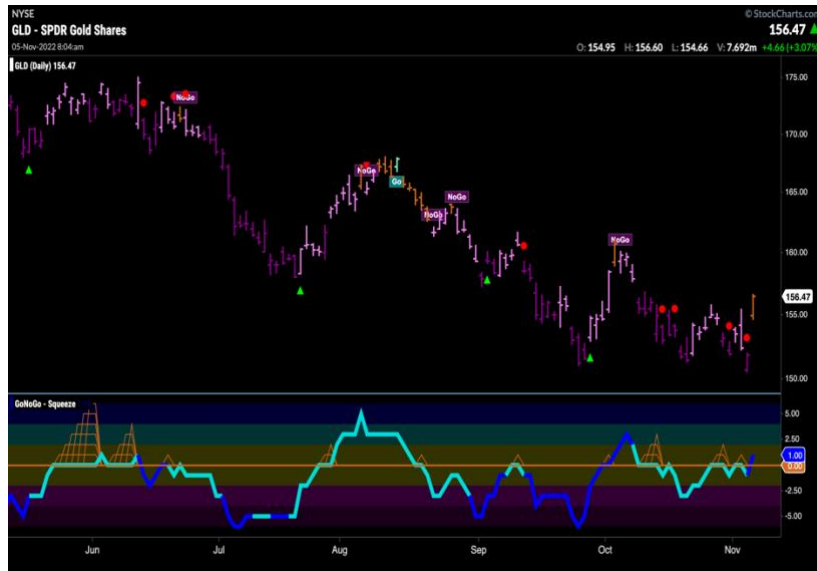 NYSE
© StockCharts.com
GLD - SPDR Gold Shares
156.47
05-Nov-2022 8:04am
O: 154.95 H: 156.60 L: 154.66 V: 7.692m +4.66 (+3.07%
GLD (Daily) 156.47
175.00
NoGo
170.00
NoGo
Go
165.00
NoGo
NoGo
NoGo
160.00
156.47
155.00
150.00
GoNoGo - Squeeze
5.00
2.50
1.00
0.00
-2.50
-5.00
Jun Jul Aug Sep Oct Nov